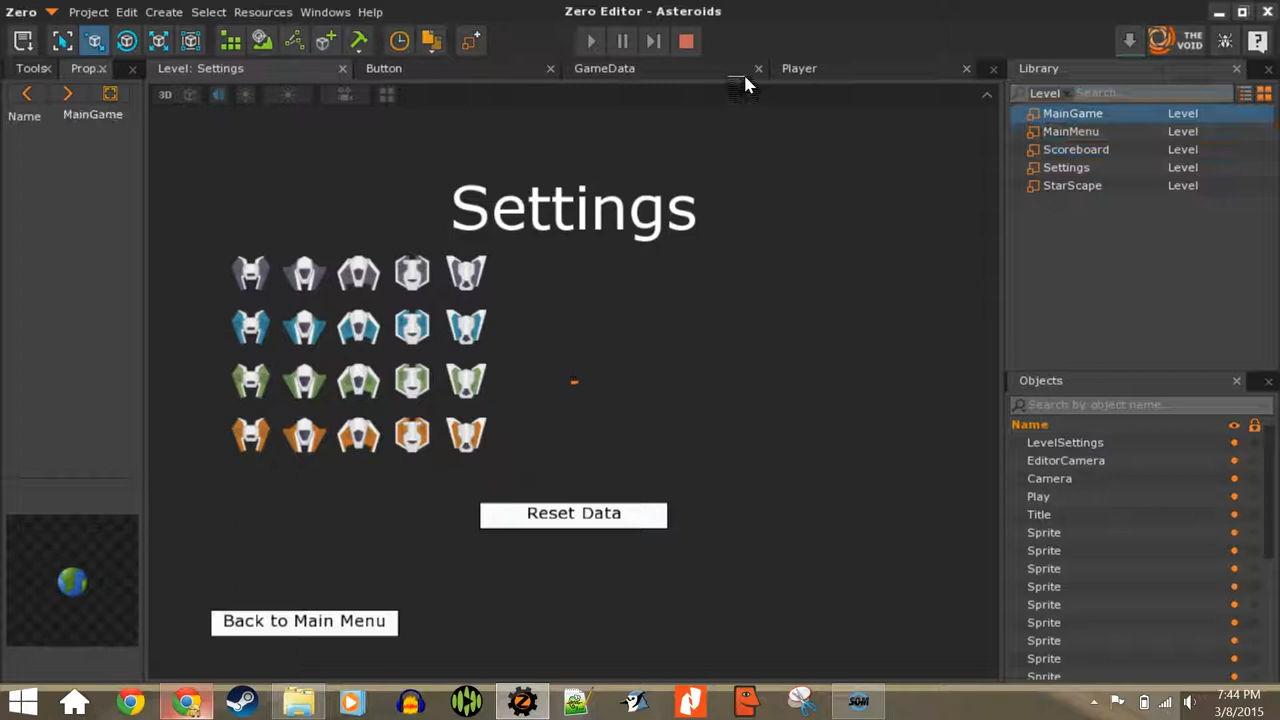 Zero Project Edit Create Select Resources Windows Help Zero Editor - Asteroids
THE VOID
Tools Prop. Level: Settings Button GameData Player Library
3D Level Search...
Name MainGame
MainGame Level
MainMenu Level
Scoreboard Level
Settings Level
StarScape Level
Settings
Reset Data
Back to Main Menu
Objects
Search by object name...
Name
LevelSettings
EditorCamera
Camera
Play
Title
Sprite
Sprite
Sprite
Sprite
Sprite
Sprite
Sprite
Sprite
Sprite
SDM
7:44 PM
3/8/2015